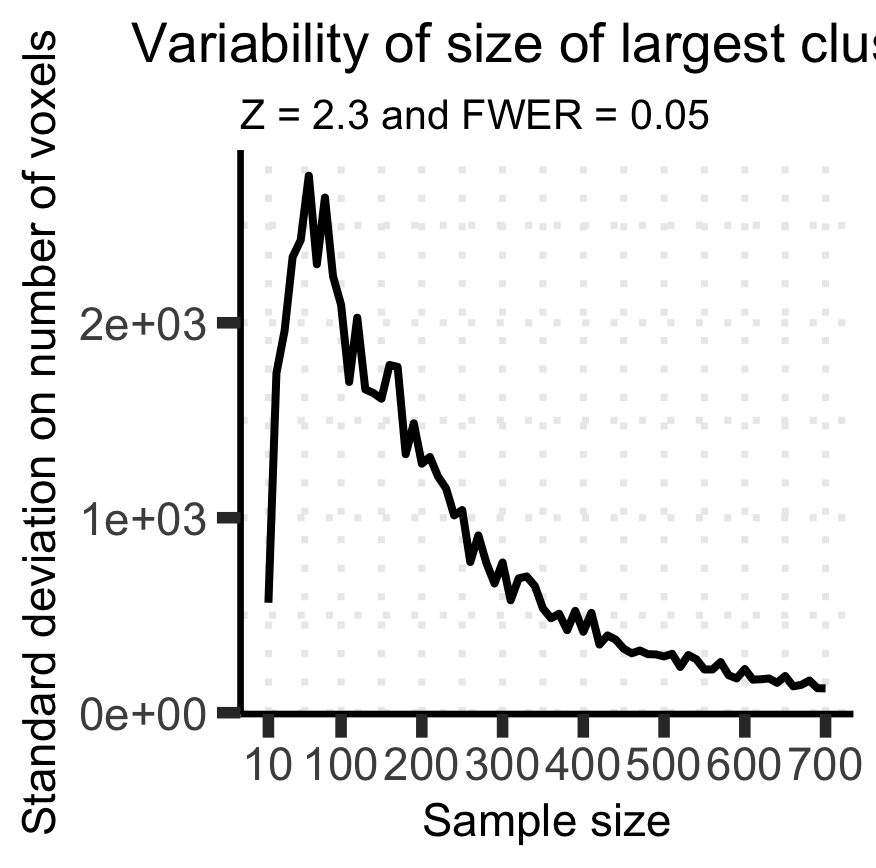 Variability of size of largest
Z = 2.3 and FWER = 0.05
Standard deviation on number of voxels
2e+03
1e+03
0e+00
10 100 200 300 400 500 600 700
Sample size